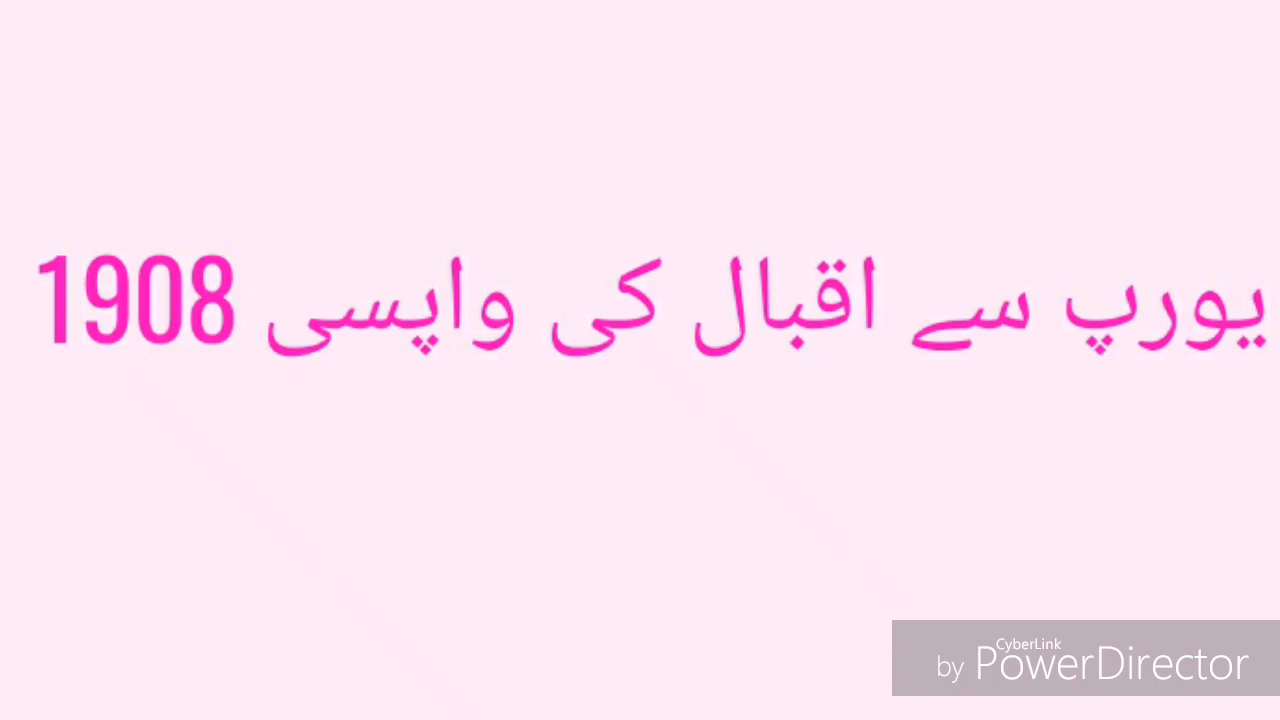 یورپ سے اقبال کی واپسی 1908
CyberLink
by PowerDirector